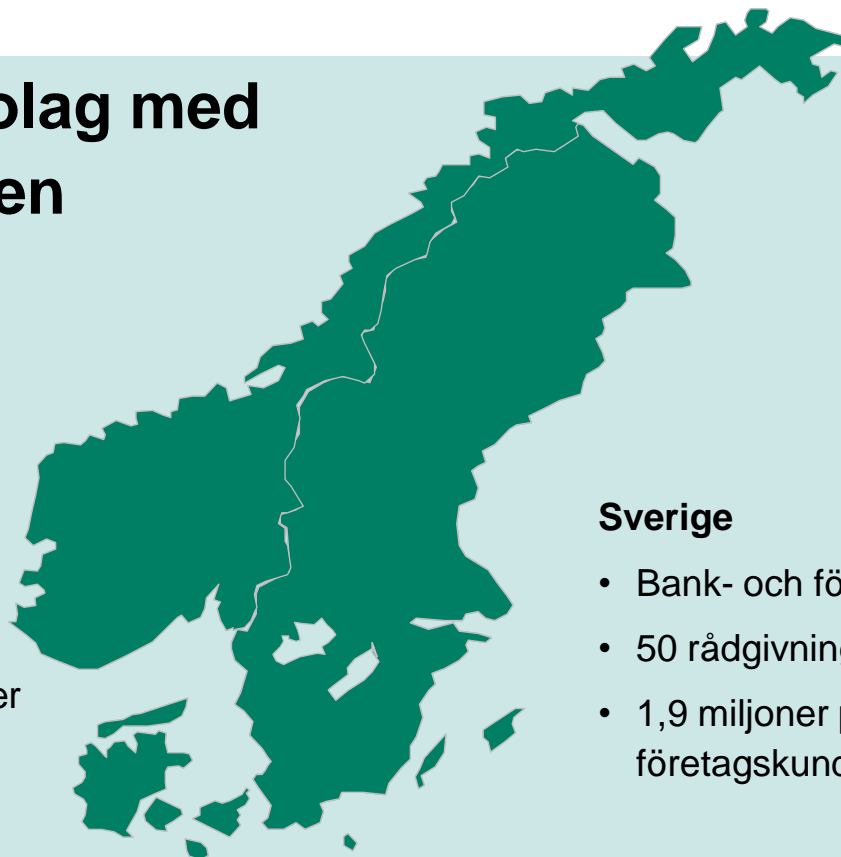 olag med
en
Sverige
• Bank- och fö
• 50 rådgivning
er
• 1,9 miljoner p
företagskund